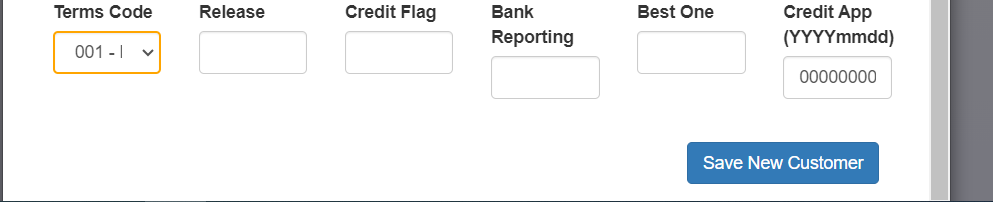 Terms Code
Release
Credit Flag
Bank
Reporting
Best One
Credit App
(YYYYmmdd)
001 -
00000000
Save New Customer